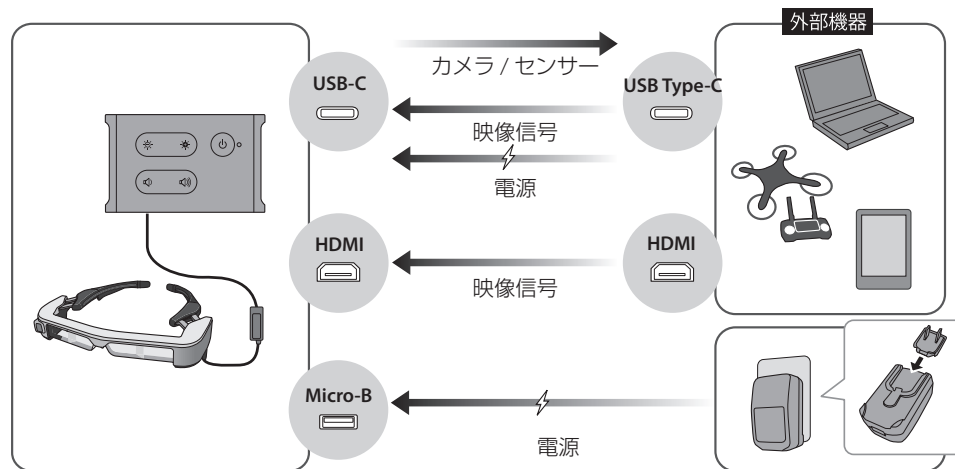 外部機器
カメラ / センサー
USB-C
USB Type-C
映像信号
電源
HDMI
HDMI
映像信号
Micro-B
電源